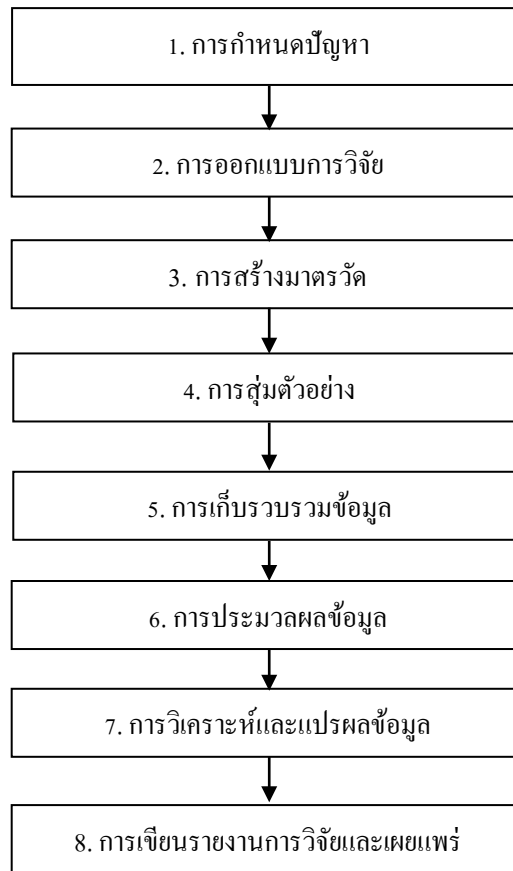 1. การกำหนดปัญหา
2. การออกแบบการวิจัย
3. การสร้างมาตรวัด
4. การสุ่มตัวอย่าง
5. การเก็บรวบรวมข้อมูล
6. การประมวลผลข้อมูล
7. การวิเคราะห์และแปรผลข้อมูล
8. การเขียนรายงานการวิจัยและเผยแพร่